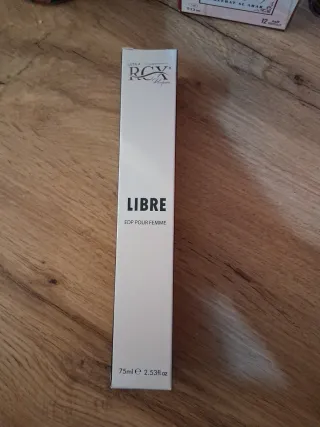 RCX
LIBRE
EDP POUR FEMME
75ml ℮ 2.53fl oz